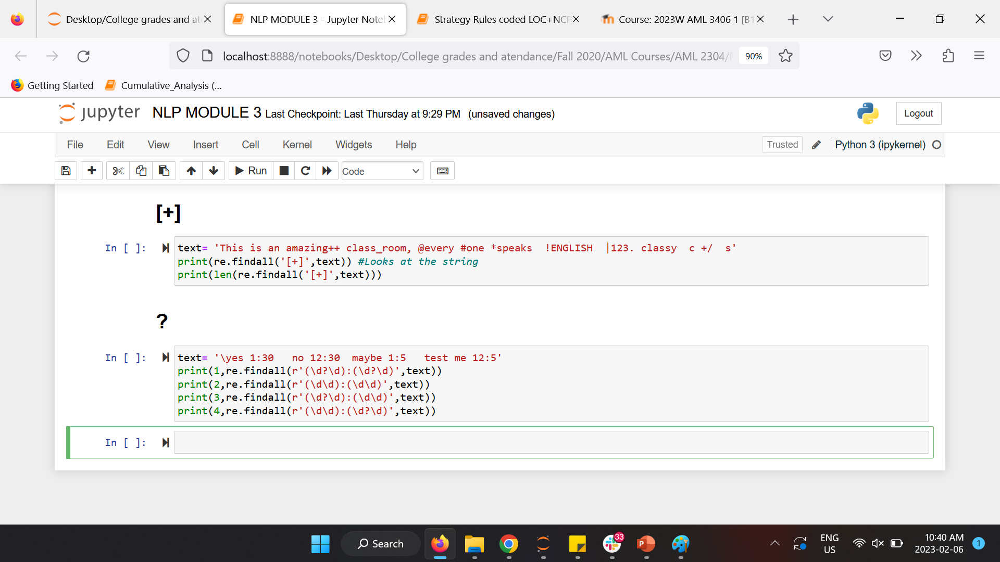 Desktop/College grades and at
NLP MODULE 3 - Jupyter Note
Strategy Rules coded LOC+NCP
Course: 2023W AML 3406 1 [B1
localhost:8888/notebooks/Desktop/College grades and atendance/Fall 2020/AML Courses/AML 2304/
90%
Getting Started
Cumulative_Analysis (...
jupyter NLP MODULE 3 Last Checkpoint: Last Thursday at 9:29 PM (unsaved changes)
Logout
File Edit View Insert Cell Kernel Widgets Help
Trusted
Python 3 (ipykernel)
Run
Code
[+]
In [ ]:
text= 'This is an amazing++ class_room, @every #one *speaks  !ENGLISH  |123. classy  c +/  s'
print(re.findall('[+]',text)) #Looks at the string
print(len(re.findall('[+]',text)))
?
In [ ]:
text= '\yes 1:30   no 12:30  maybe 1:5   test me 12:5'
print(1,re.findall(r'(\d?\d):(\d?\d)',text))
print(2,re.findall(r'(\d\d):(\d\d)',text))
print(3,re.findall(r'(\d?\d):(\d\d)',text))
print(4,re.findall(r'(\d\d):(\d?\d)',text))
In [ ]:
Search
33
P
ENG
US
10:40 AM
2023-02-06
1